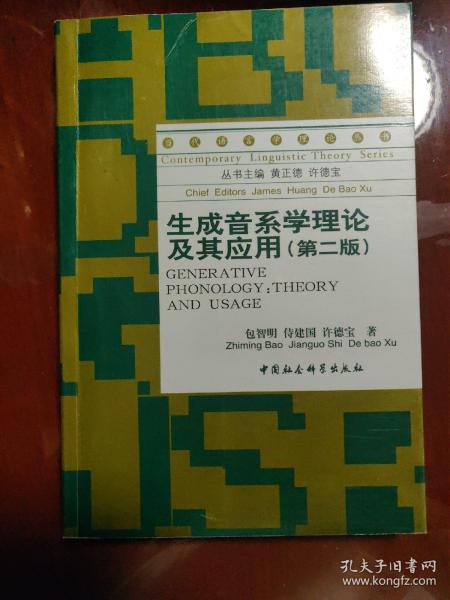 当代语言学理论丛书
Contemporary Linguistic Theory Series
丛书主编 黄正德 许德宝
Chief Editors James Huang De Bao Xu
生成音系学理论
及其应用(第二版)
GENERATIVE
PHONOLOGY:THEORY
AND USAGE
包智明 侍建国 许德宝 著
Zhiming Bao Jianguo Shi De bao Xu
中国社会科学出版社
孔夫子旧书网
www.kongfz.com